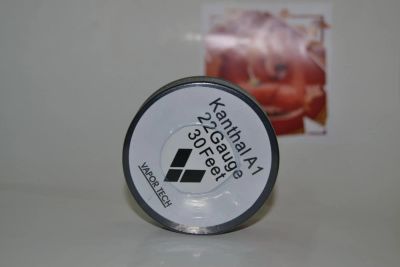 Kanthal A1
22Gauge
30Feet
VAPOR TECH